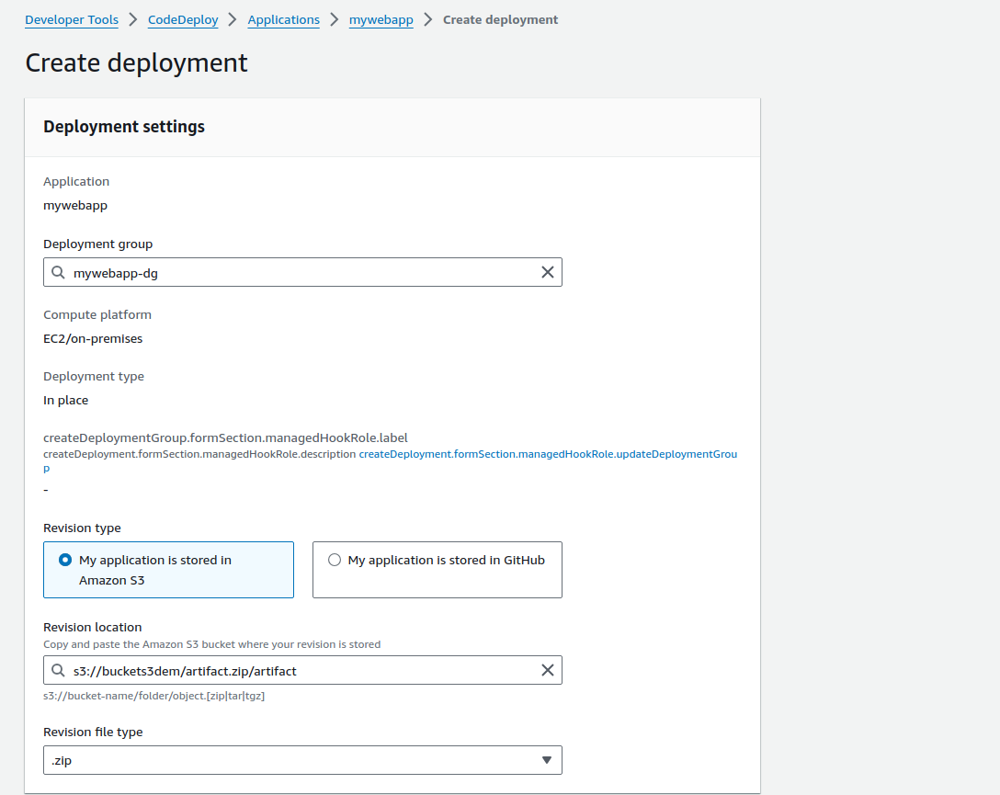 Developer Tools > CodeDeploy > Applications > mywebapp > Create deployment
Create deployment
Deployment settings
Application
mywebapp
Deployment group
mywebapp-dg
Compute platform
EC2/on-premises
Deployment type
In place
createDeploymentGroup.formSection.managedHookRole.label
createDeployment.formSection.managedHookRole.description createDeployment.formSection.managedHookRole.updateDeploymentGrou
p
-
Revision type
My application is stored in
Amazon S3
My application is stored in GitHub
Revision location
Copy and paste the Amazon S3 bucket where your revision is stored
s3://buckets3dem/artifact.zip/artifact
s3://bucket-name/folder/object.[zip|tar|tgz]
Revision file type
.zip